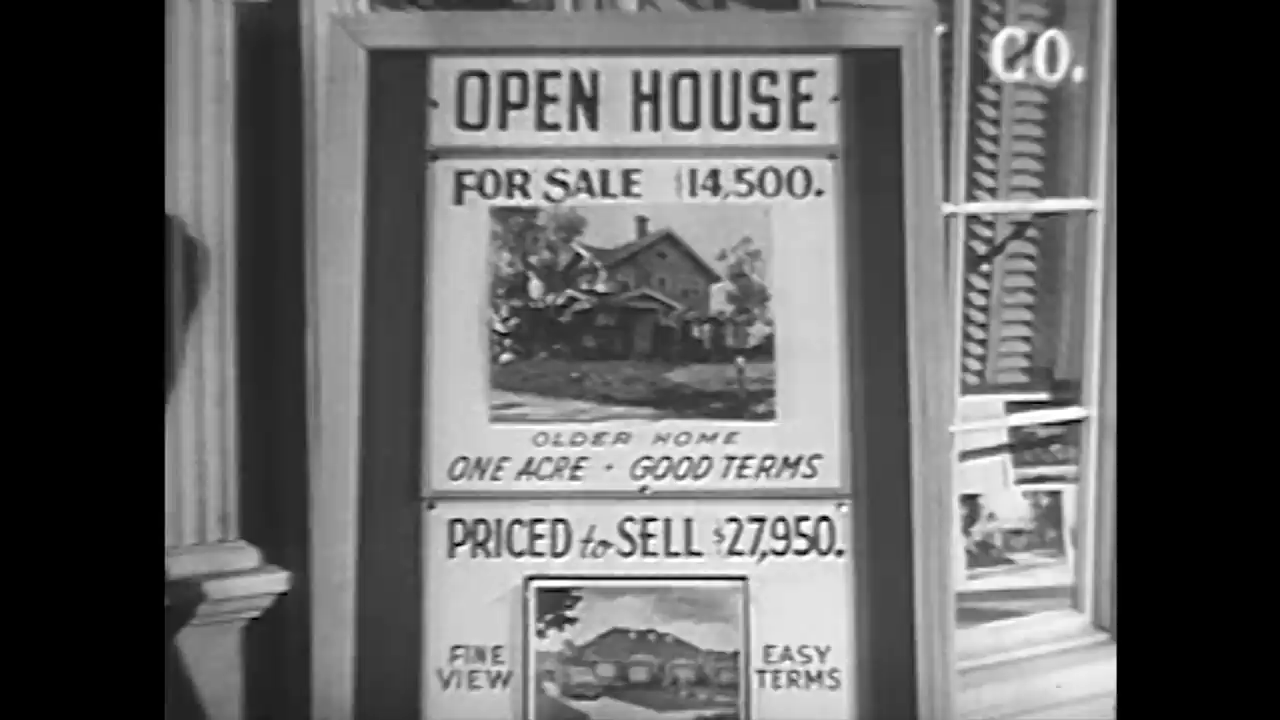 CO.
OPEN HOUSE
FOR SALE $14,500.
OLDER HOME
ONE ACRE · GOOD TERMS
PRICED to SELL $27,950.
FINE VIEW
EASY TERMS